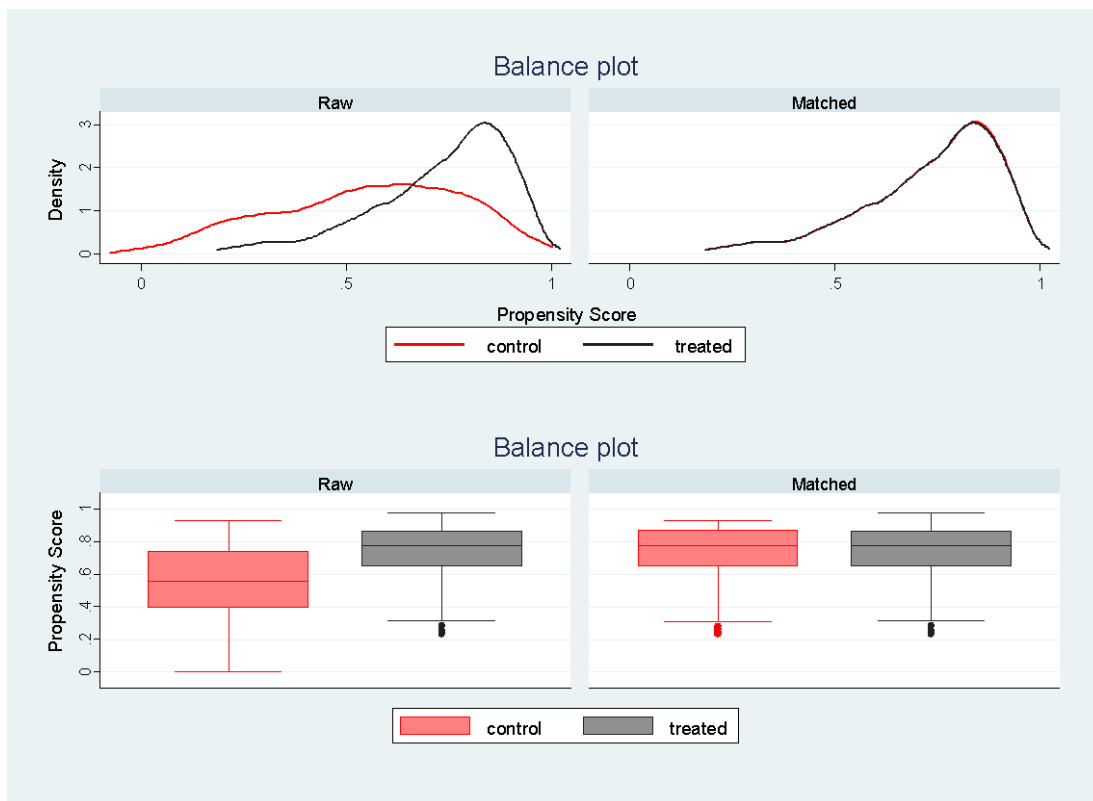 Balance plot
Raw Matched
Density
3
2
1
0
0 .5 1 0 .5 1
Propensity Score
control treated
Balance plot
Raw Matched
Propensity Score
1
.8
.6
.4
.2
0
control treated